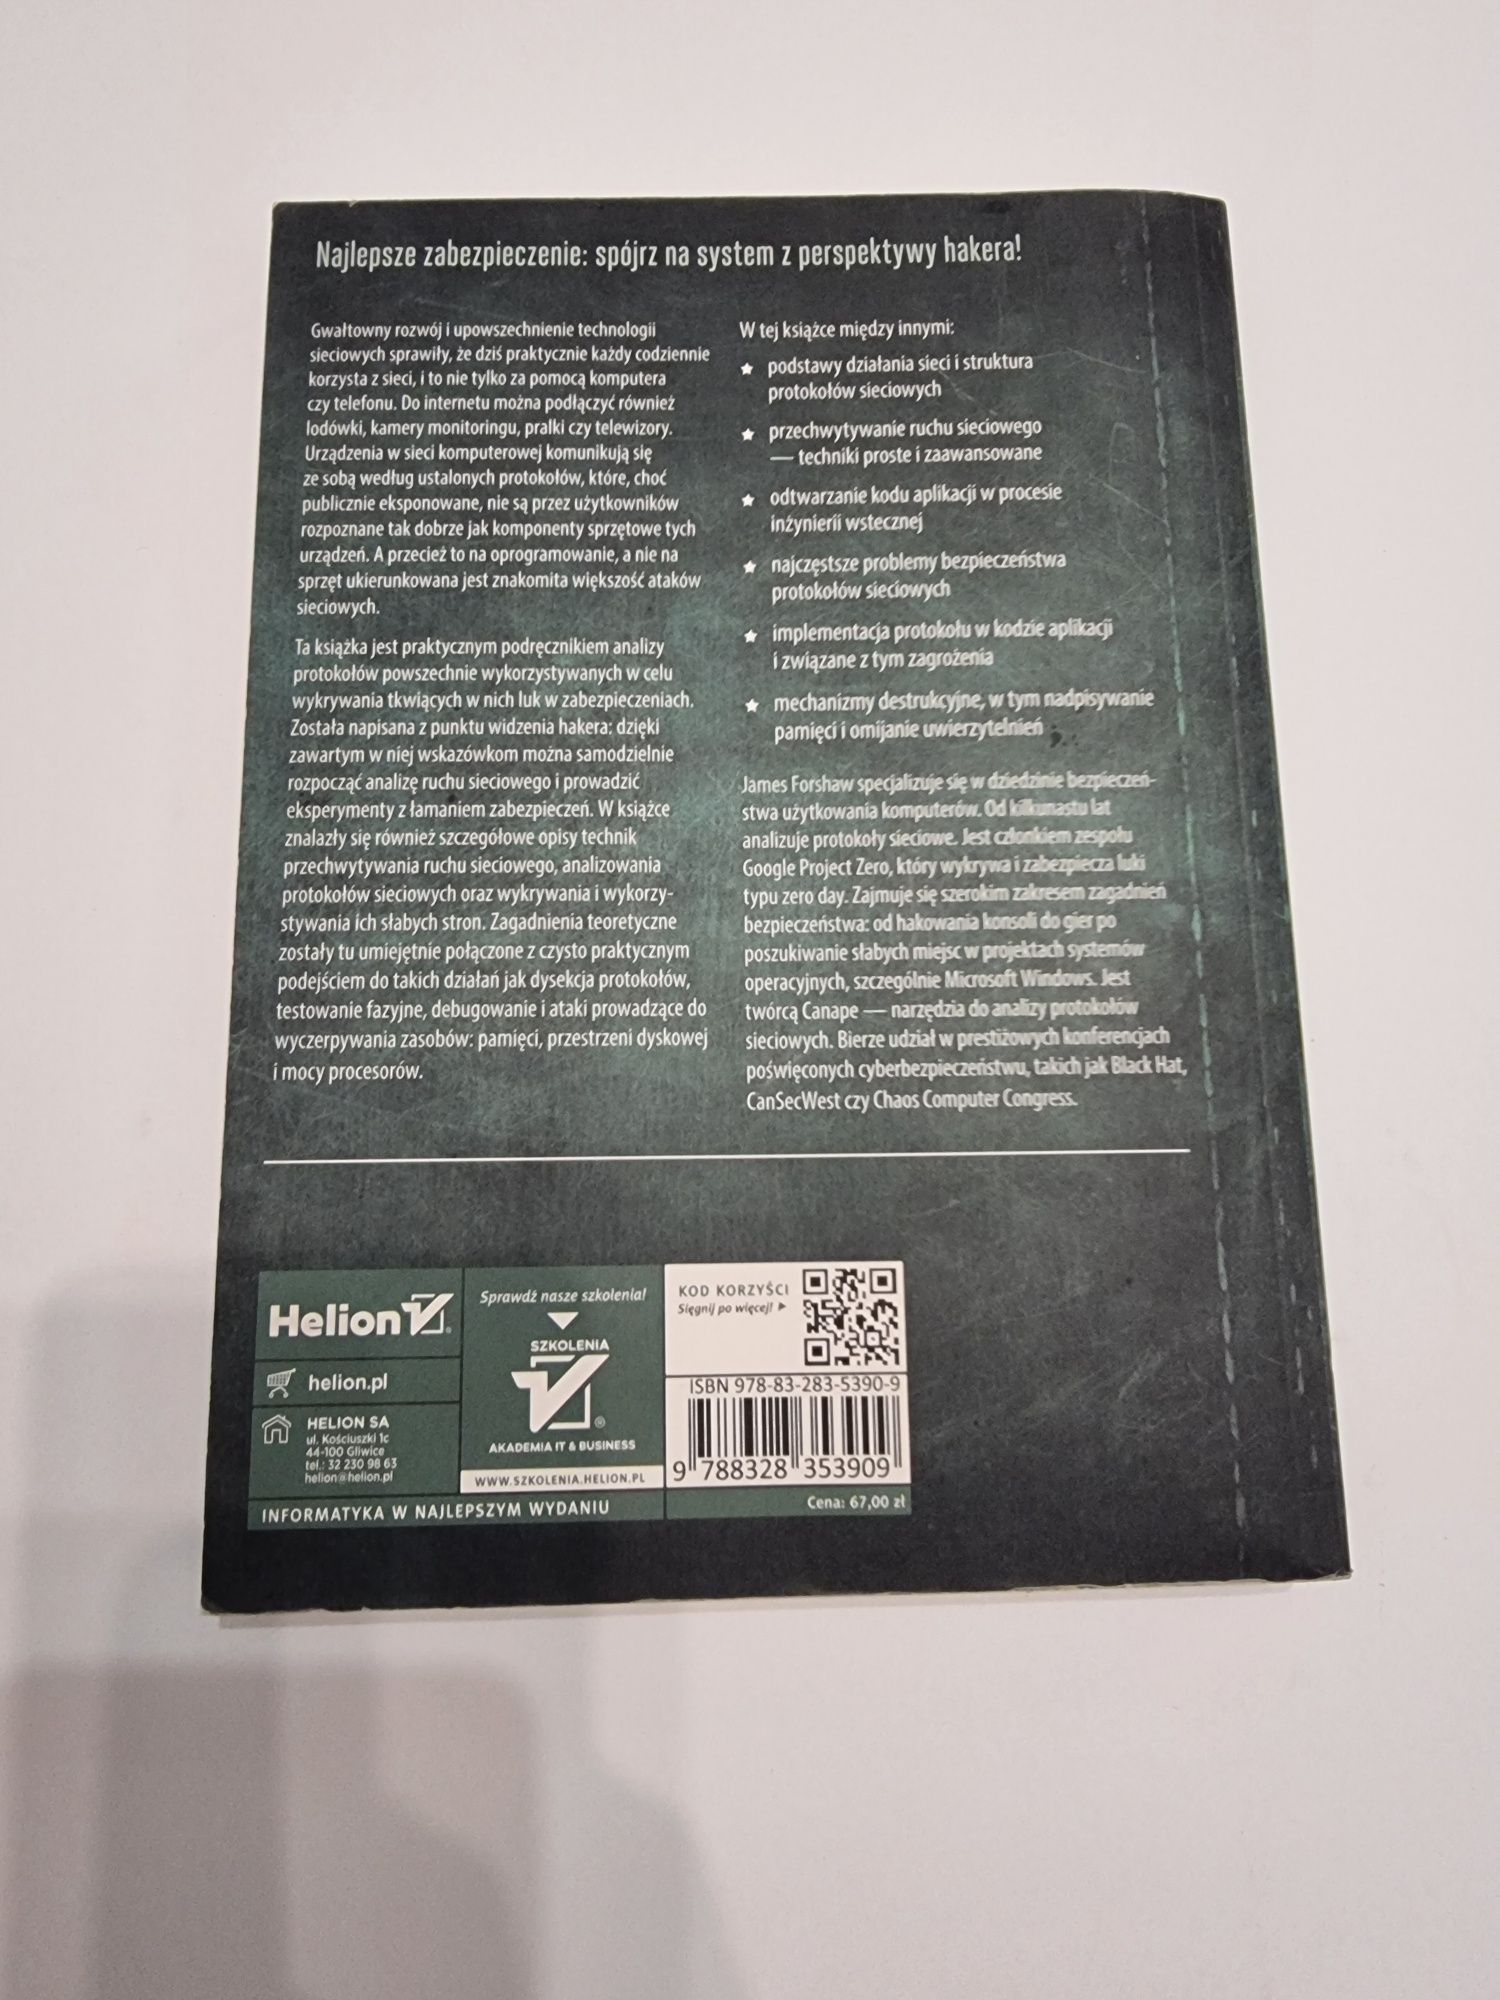 Najlepsze zabezpieczenie: spójrz na system z perspektywy hakera!
Gwałtowny rozwój i upowszechnienie technologii
sieciowych sprawiły, że dziś praktycznie każdy codziennie
korzysta z sieci, i to nie tylko za pomocą komputera
czy telefonu. Do internetu można podłączyć również
lodówki, kamery monitoringu, pralki czy telewizory.
Urządzenia w sieci komputerowej komunikują się
ze sobą według ustalonych protokołów, które, choć
publicznie eksponowane, nie są przez użytkowników
rozpoznane tak dobrze jak komponenty sprzętowe tych
urządzeń. A przecież to na oprogramowanie, a nie na
sprzęt ukierunkowana jest znakomita większość ataków
sieciowych.
Ta książka jest praktycznym podręcznikiem analizy
protokołów powszechnie wykorzystywanych w celu
wykrywania tkwiących w nich luk w zabezpieczeniach.
Została napisana z punktu widzenia hakera: dzięki
zawartym w niej wskazówkom można samodzielnie
rozpocząć analizę ruchu sieciowego i prowadzić
eksperymenty z łamaniem zabezpieczeń. W książce
znalazły się również szczegółowe opisy technik
przechwytywania ruchu sieciowego, analizowania
protokołów sieciowych oraz wykrywania i wykorzy-
stywania ich słabych stron. Zagadnienia teoretyczne
zostały tu umiejętnie połączone z czysto praktycznym
podejściem do takich działań jak dysekcja protokołów,
testowanie fazyjne, debugowanie i ataki prowadzące do
wyczerpywania zasobów: pamięci, przestrzeni dyskowej
i mocy procesorów.
W tej książce między innymi:
★ podstawy działania sieci i struktura
protokołów sieciowych
★ przechwytywanie ruchu sieciowego
— techniki proste i zaawansowane
★ odtwarzanie kodu aplikacji w procesie
inżynierii wstecznej
★ najczęstsze problemy bezpieczeństwa
protokołów sieciowych
★ implementacja protokołu w kodzie aplikacji
i związane z tym zagrożenia
★ mechanizmy destrukcyjne, w tym nadpisywanie
pamięci i omijanie uwierzytelnień
James Forshaw specjalizuje się w dziedzinie bezpieczeń-
stwa użytkowania komputerów. Od kilkunastu lat
analizuje protokoły sieciowe. Jest członkiem zespołu
Google Project Zero, który wykrywa i zabezpiecza luki
typu zero day. Zajmuje się szerokim zakresem zagadnień
bezpieczeństwa: od hakowania konsoli do gier po
poszukiwanie słabych miejsc w projektach systemów
operacyjnych, szczególnie Microsoft Windows. Jest
twórcą Canape — narzędzia do analizy protokołów
sieciowych. Bierze udział w prestiżowych konferencjach
poświęconych cyberbezpieczeństwu, takich jak Black Hat,
CanSecWest czy Chaos Computer Congress.
Helion
helion.pl
HELION SA
ul. Kościuszki 1c
44-100 Gliwice
tel.: 32 230 98 63
helion@helion.pl
INFORMATYKA W NAJLEPSZYM WYDANIU
Sprawdź nasze szkolenia!
SZKOLENIA
AKADEMIA IT & BUSINESS
WWW.SZKOLENIA.HELION.PL
KOD KORZYŚCI
Sięgnij po więcej!
ISBN 978-83-283-5390-9
9 788328 353909
Cena: 67,00 zł